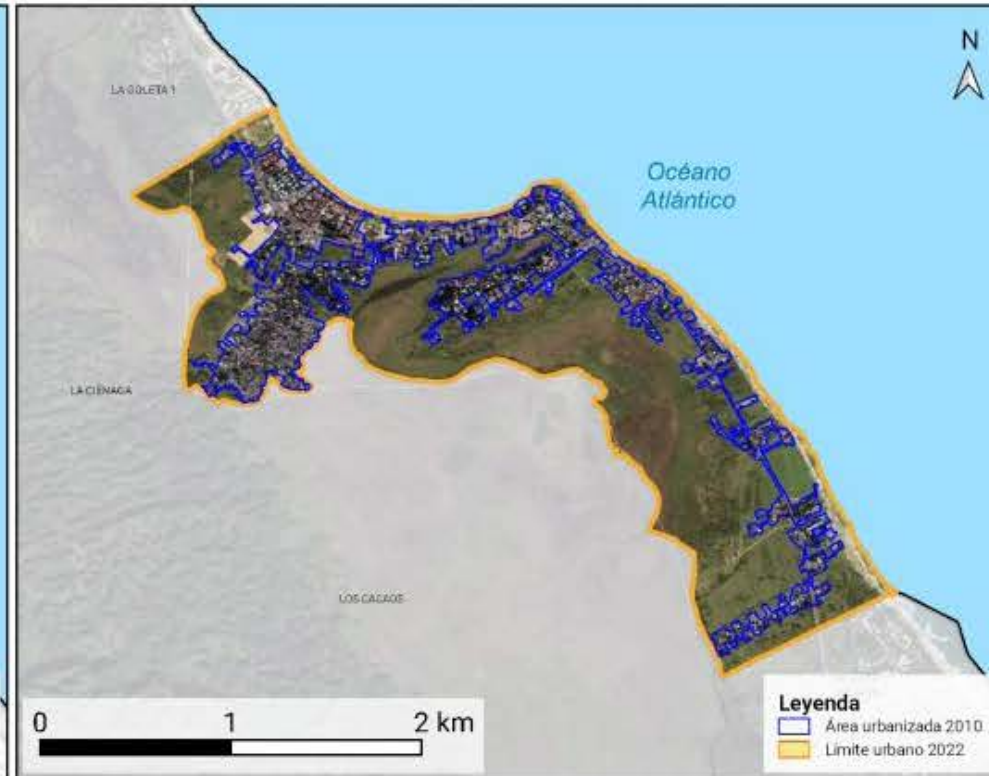 N
LA GOLETA 1
Océano
Atlántico
LA CIÉNAGA
LOS CACAOS
0 1 2 km
Leyenda
Área urbanizada 2010
Límite urbano 2022